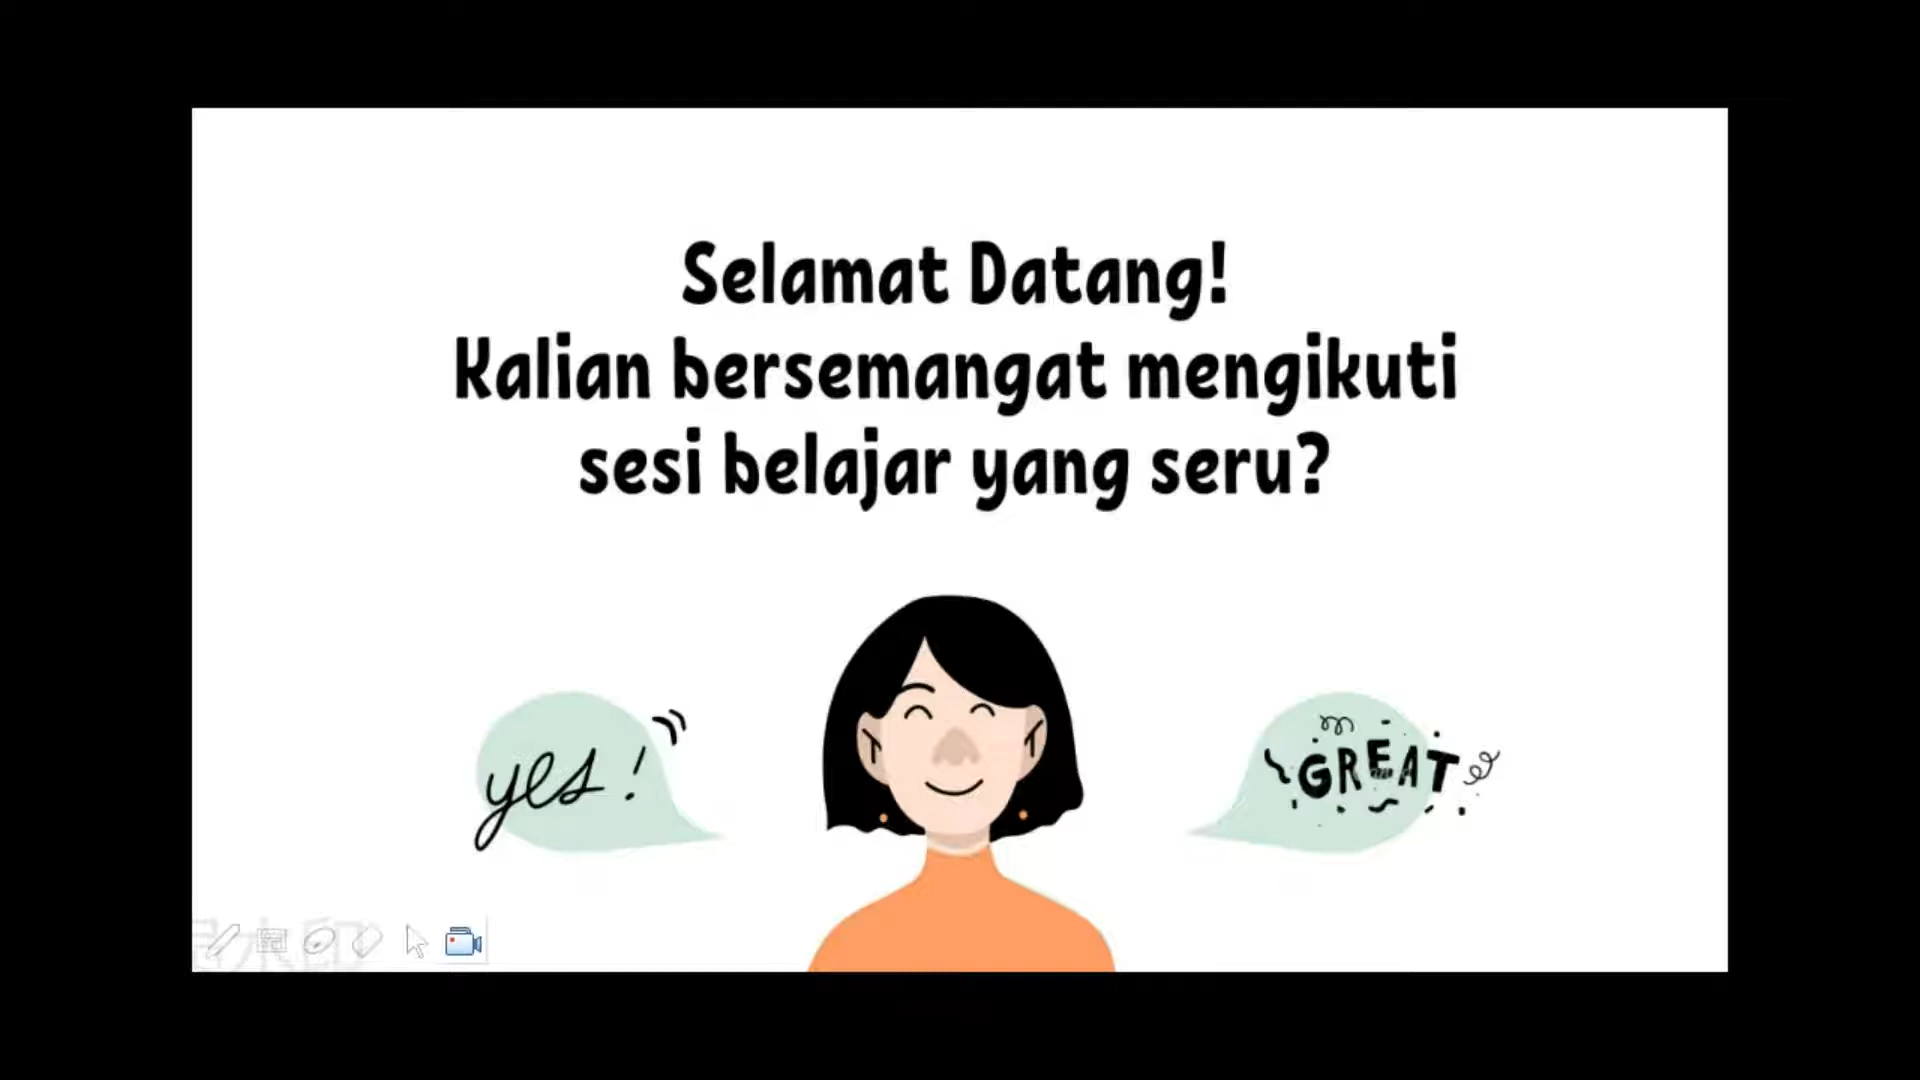 Selamat Datang!
Kalian bersemangat mengikuti
sesi belajar yang seru?
yes!
GREAT